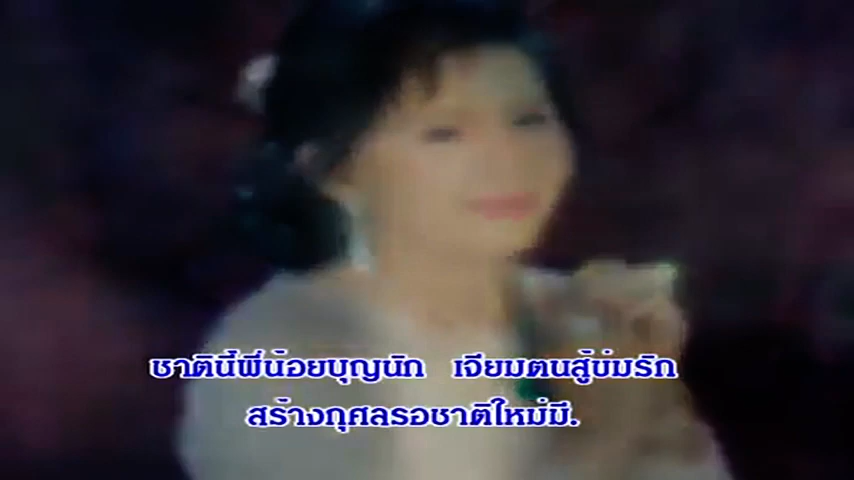 ชาตินี้พี่น้อยบุญนัก เจียมตนสู้บ่มรัก
สร้างกุศลรอชาติใหม่มี.